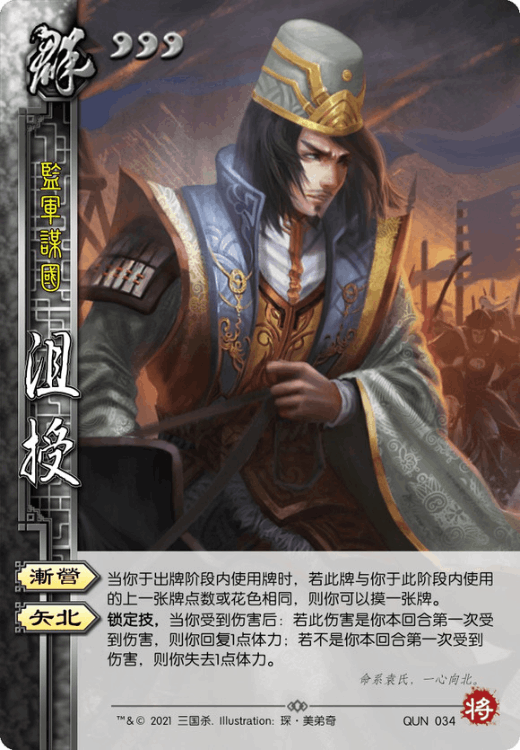 群
監軍謀國
沮授
漸營
当你于出牌阶段内使用牌时，若此牌与你于此阶段内使用
的上一张牌点数或花色相同，则你可以摸一张牌。
矢北
锁定技，当你受到伤害后：若此伤害是你本回合第一次受
到伤害，则你回复1点体力；若不是你本回合第一次受到
伤害，则你失去1点体力。
命系袁氏，一心向北。
将
™&© 2021 三国杀. Illustration: 琛·美弟奇
QUN 034